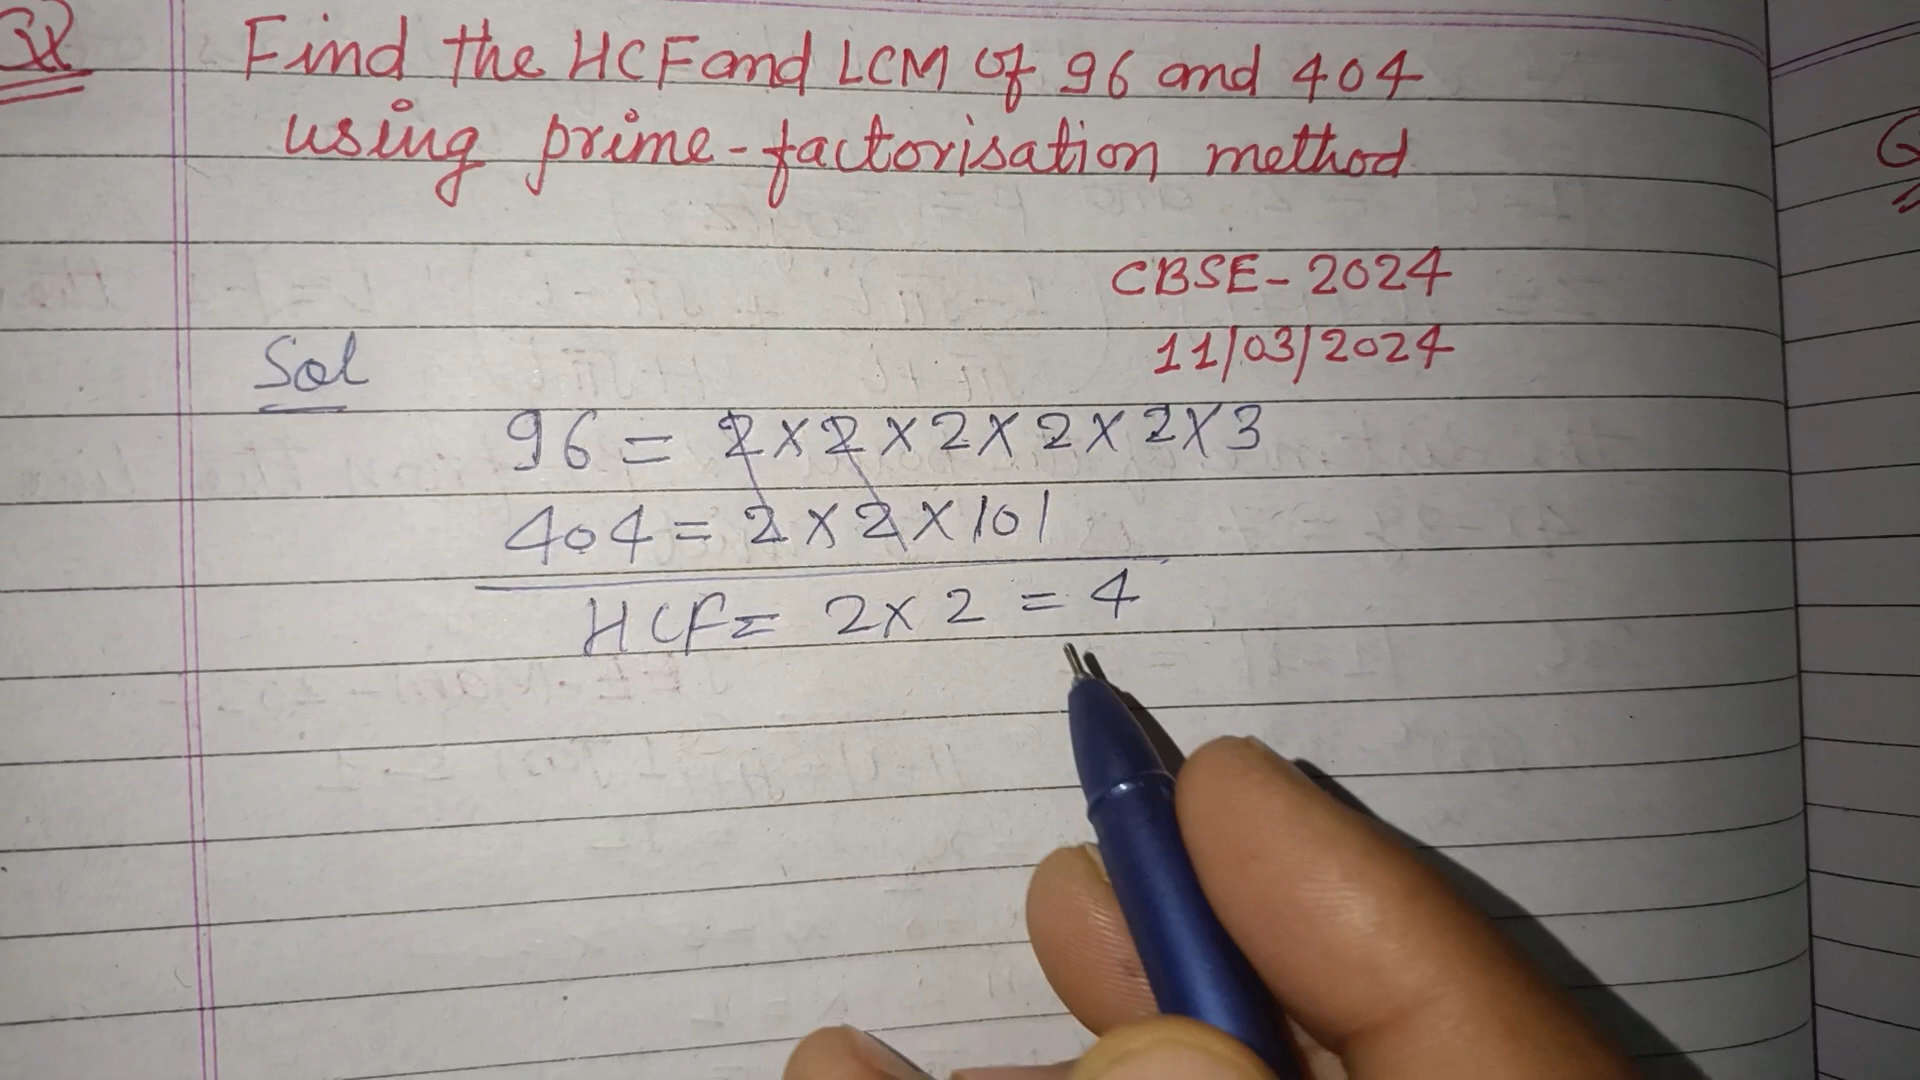 Q2
Find the HCF and LCM of 96 and 404
using prime-factorisation method
CBSE-2024
11/03/2024
Sol
96 = 2×2×2×2×2×3
404 = 2×2×101
HCF = 2×2 = 4